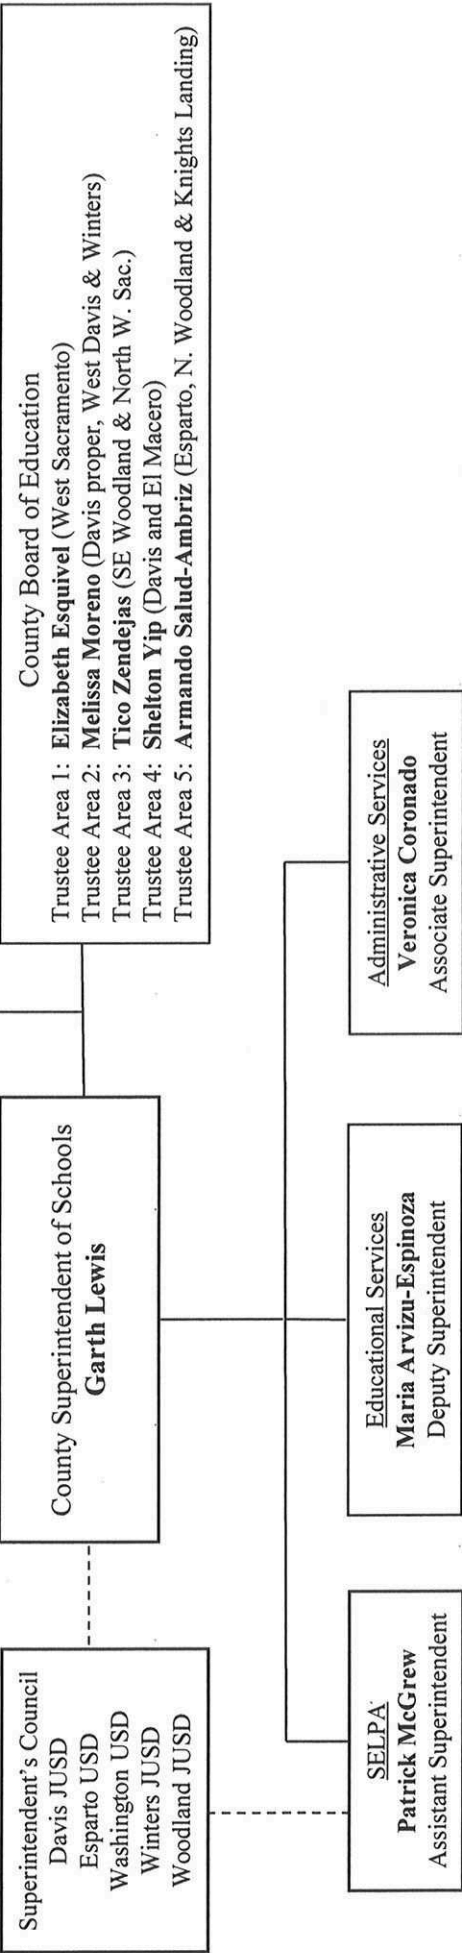 Superintendent's Council
Davis JUSD
Esparto USD
Washington USD
Winters JUSD
Woodland JUSD
County Superintendent of Schools
Garth Lewis
County Board of Education
Trustee Area 1: Elizabeth Esquivel (West Sacramento)
Trustee Area 2: Melissa Moreno (Davis proper, West Davis & Winters)
Trustee Area 3: Tico Zendejas (SE Woodland & North W. Sac.)
Trustee Area 4: Shelton Yip (Davis and El Macero)
Trustee Area 5: Armando Salud-Ambriz (Esparto, N. Woodland & Knights Landing)
SELPA
Patrick McGrew
Assistant Superintendent
Educational Services
Maria Arvizu-Espinoza
Deputy Superintendent
Administrative Services
Veronica Coronado
Associate Superintendent